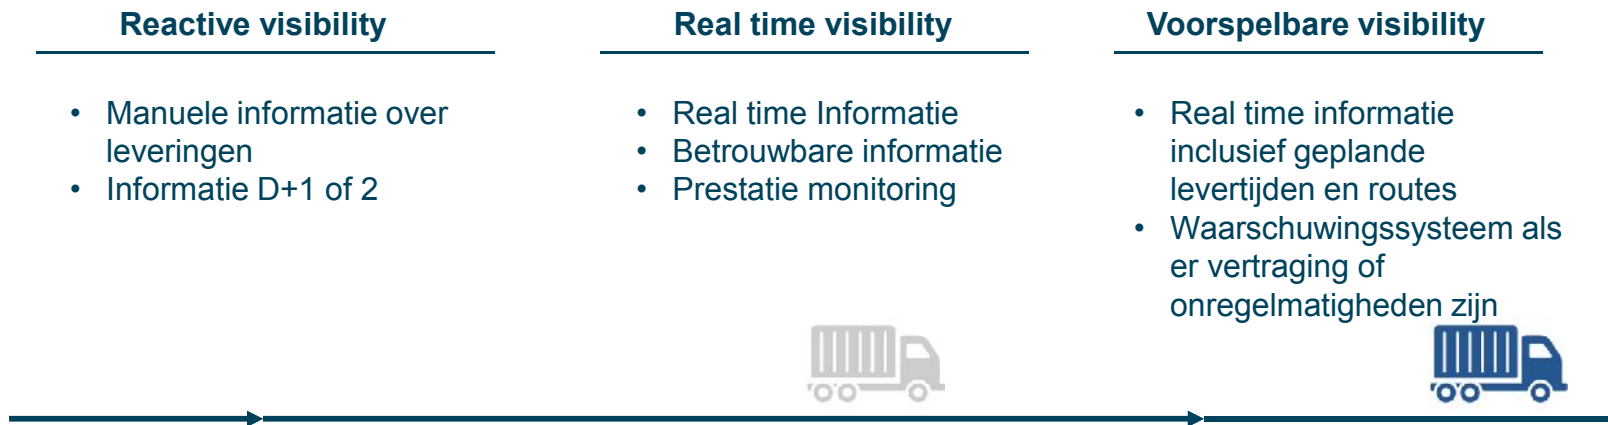 Reactive visibility
• Manuele informatie over
leveringen
• Informatie D+1 of 2
Real time visibility
• Real time Informatie
• Betrouwbare informatie
• Prestatie monitoring
Voorspelbare visibility
• Real time informatie
inclusief geplande
levertijden en routes
• Waarschuwingssysteem als
er vertraging of
onregelmatigheden zijn